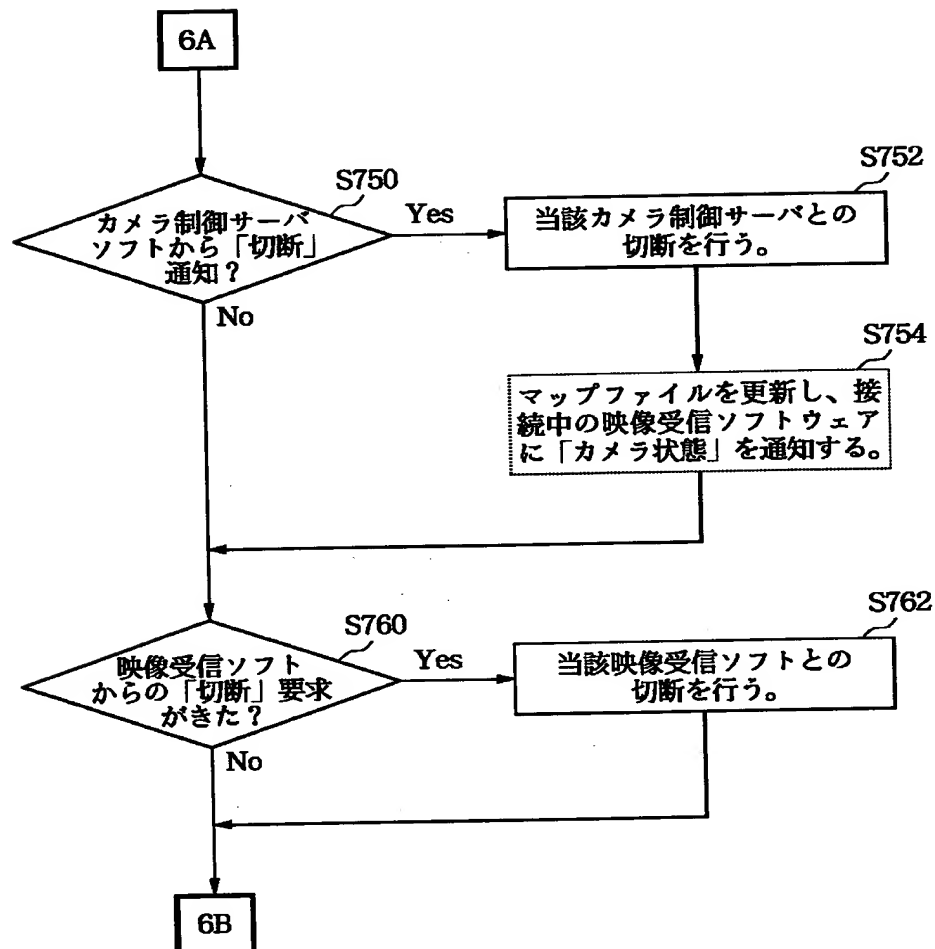 6A
S750
カメラ制御サーバ
ソフトから「切断」
通知?
Yes
No
S752
当該カメラ制御サーバとの
切断を行う。
S754
マップファイルを更新し、接
続中の映像受信ソフトウェア
に「カメラ状態」を通知する。
S760
映像受信ソフト
からの「切断」要求
がきた?
Yes
No
S762
当該映像受信ソフトとの
切断を行う。
6B